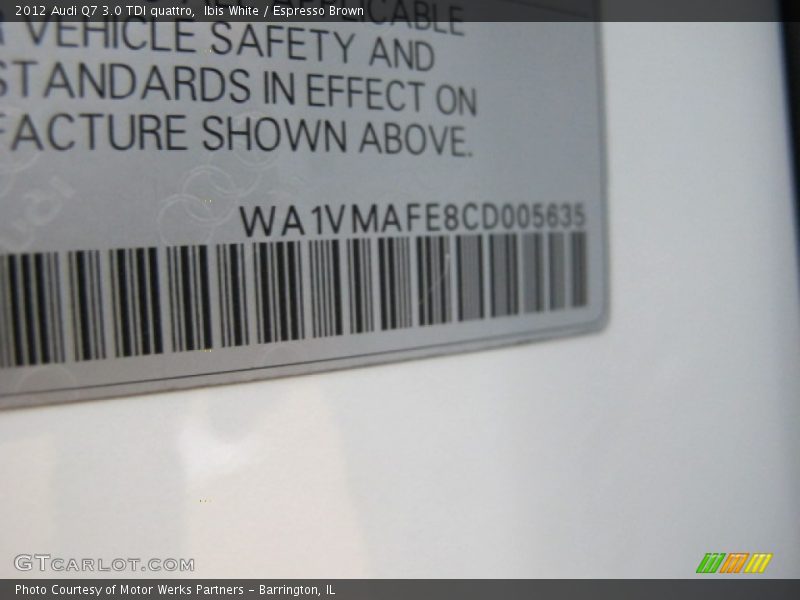 2012 Audi Q7 3.0 TDI quattro,  Ibis White / Espresso Brown
VEHICLE SAFETY AND
STANDARDS IN EFFECT ON
FACTURE SHOWN ABOVE.
WA1VMAFE8CD005635
GTCARLOT.COM
Photo Courtesy of Motor Werks Partners - Barrington, IL